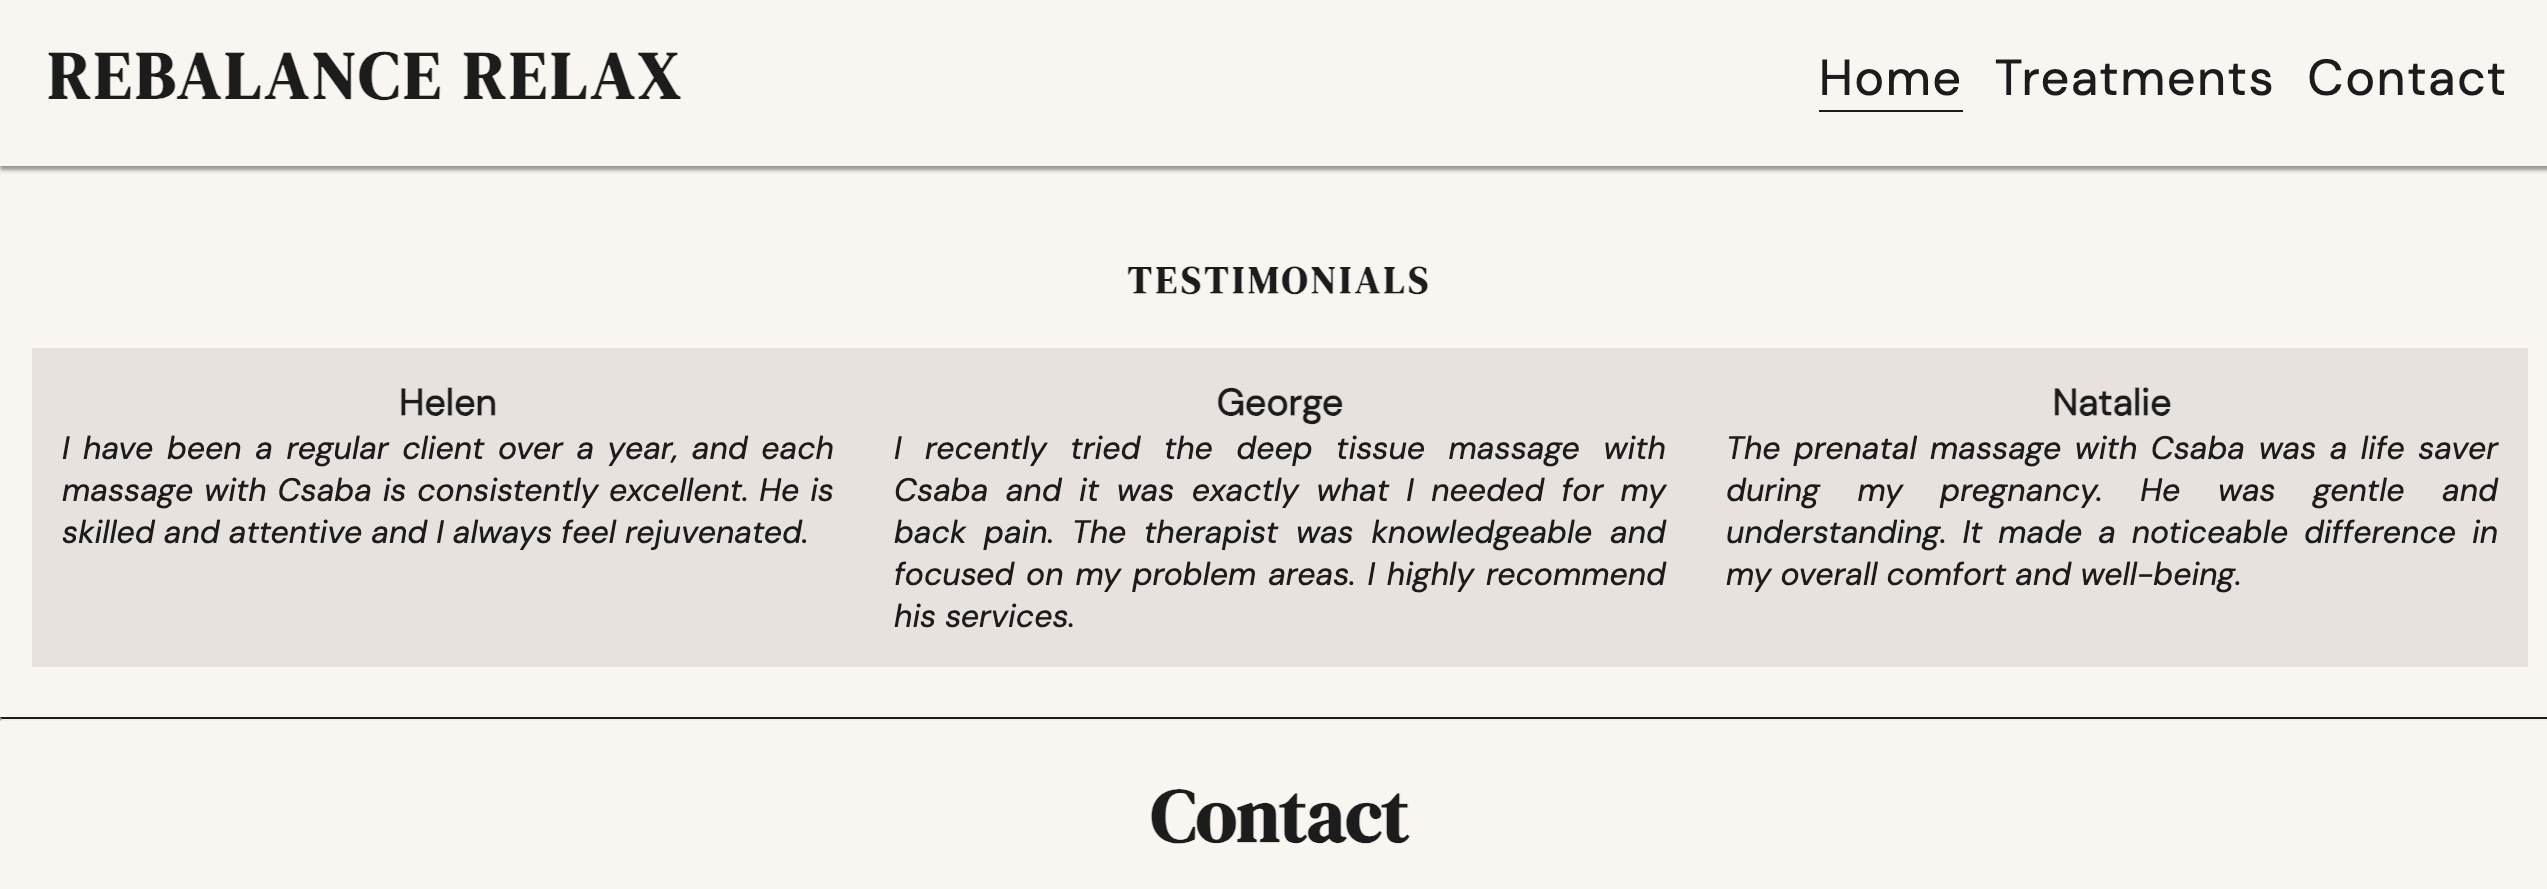 REBALANCE RELAX
Home Treatments Contact
TESTIMONIALS
Helen
I have been a regular client over a year, and each
massage with Csaba is consistently excellent. He is
skilled and attentive and I always feel rejuvenated.
George
I recently tried the deep tissue massage with
Csaba and it was exactly what I needed for my
back pain. The therapist was knowledgeable and
focused on my problem areas. I highly recommend
his services.
Natalie
The prenatal massage with Csaba was a life saver
during my pregnancy. He was gentle and
understanding. It made a noticeable difference in
my overall comfort and well-being.
Contact